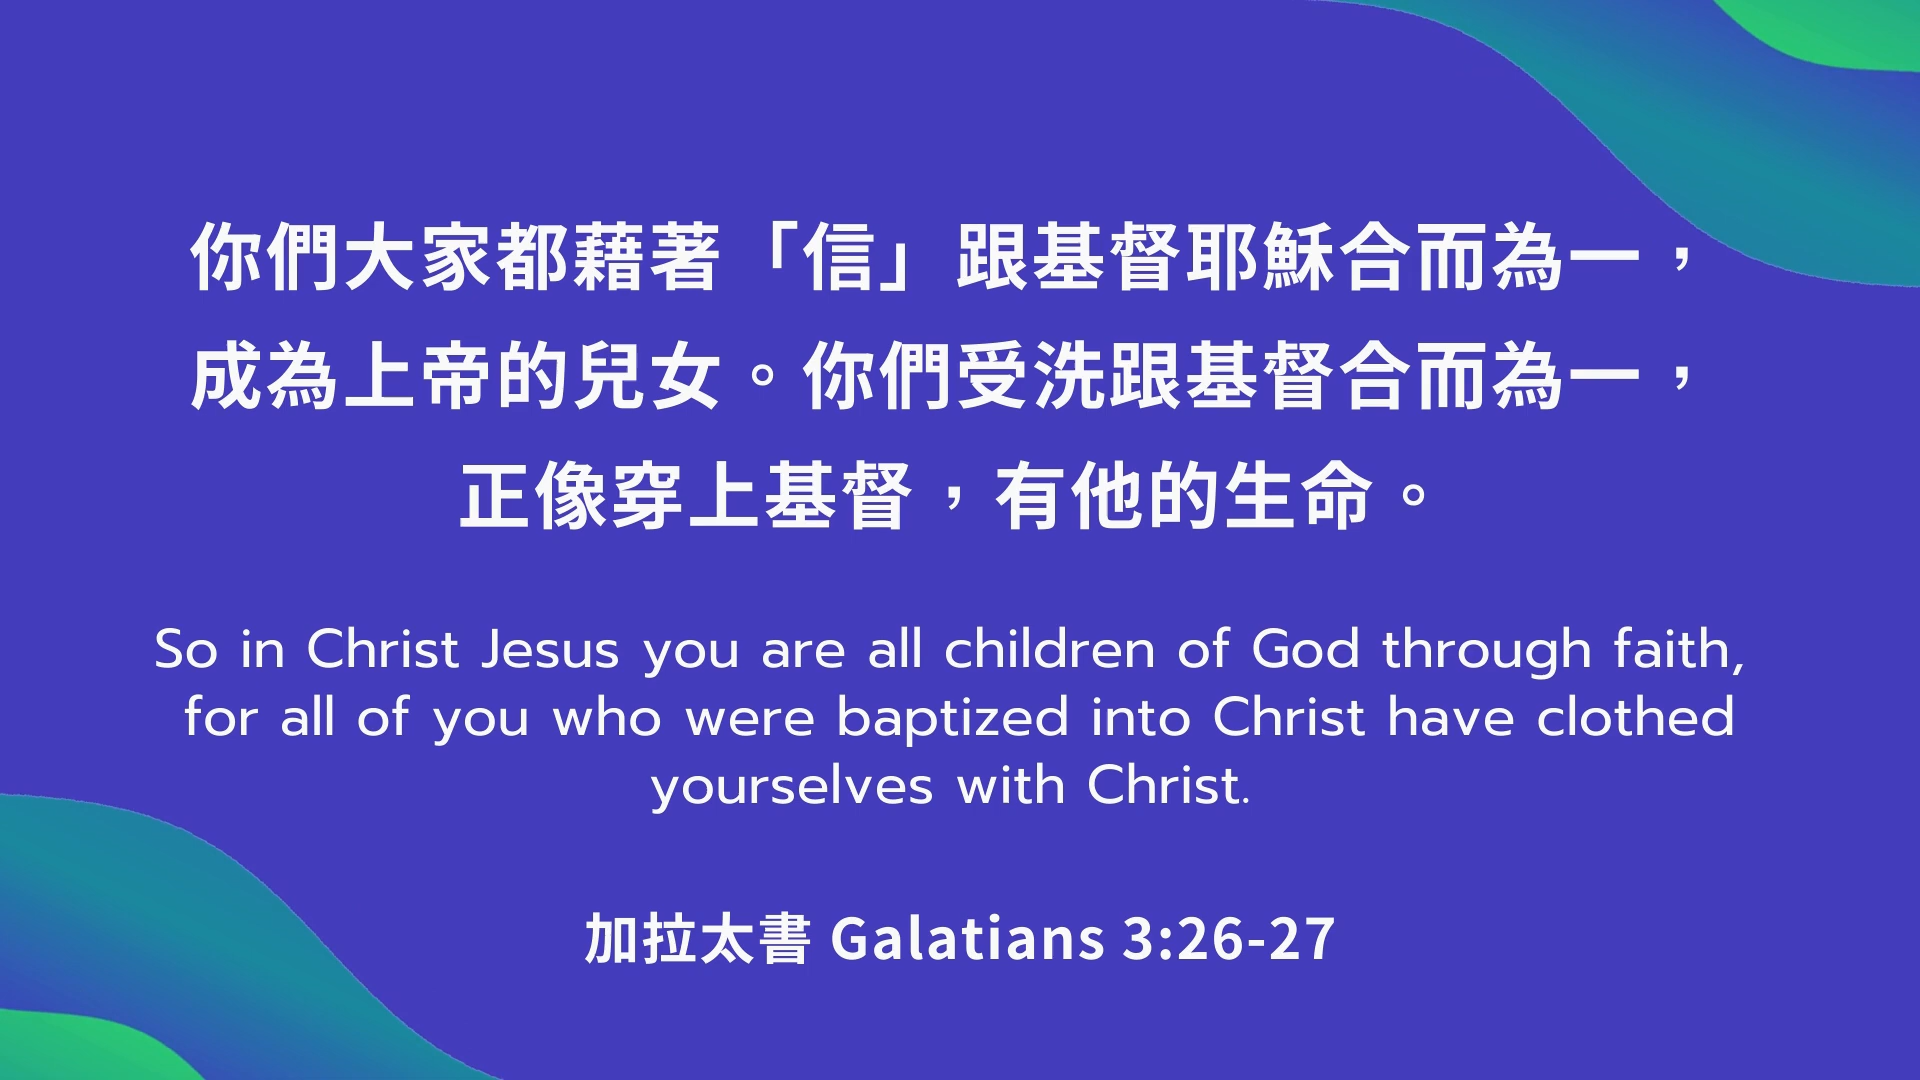 你們大家都藉著「信」跟基督耶穌合而為一，
成為上帝的兒女。你們受洗跟基督合而為一，
正像穿上基督，有他的生命。
So in Christ Jesus you are all children of God through faith,
for all of you who were baptized into Christ have clothed
yourselves with Christ.
加拉太書 Galatians 3:26-27